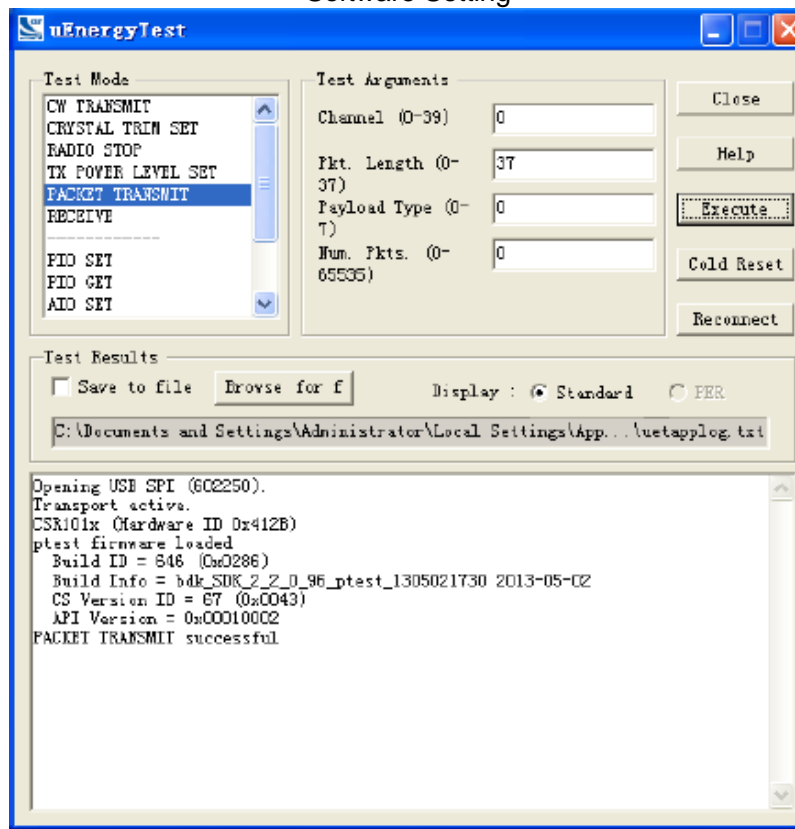 Software Setting
uEnergyTest
Test Mode
CW TRANSMIT
CRYSTAL TRIM SET
RADIO STOP
TX POWER LEVEL SET
PACKET TRANSMIT
RECEIVE
------------
PIO SET
PIO GET
AIO SET
Test Arguments
Channel (0-39) 0
Pkt. Length (0-
37) 37
Payload Type (0-
7) 0
Num. Pkts. (0-
65535) 0
Close
Help
Execute
Cold Reset
Reconnect
Test Results
Save to file Browse for f Display : Standard PER
C:\Documents and Settings\Administrator\Local Settings\App...\uetapplog.txt
Opening USB SPI (602250).
Transport active.
CSR101x (Hardware ID 0x412B)
ptest firmware loaded
Build ID = 646 (0x0286)
Build Info = bdk_SDK_2_2_0_96_ptest_1305021730 2013-05-02
CS Version ID = 67 (0x0043)
API Version = 0x00010002
PACKET TRANSMIT successful